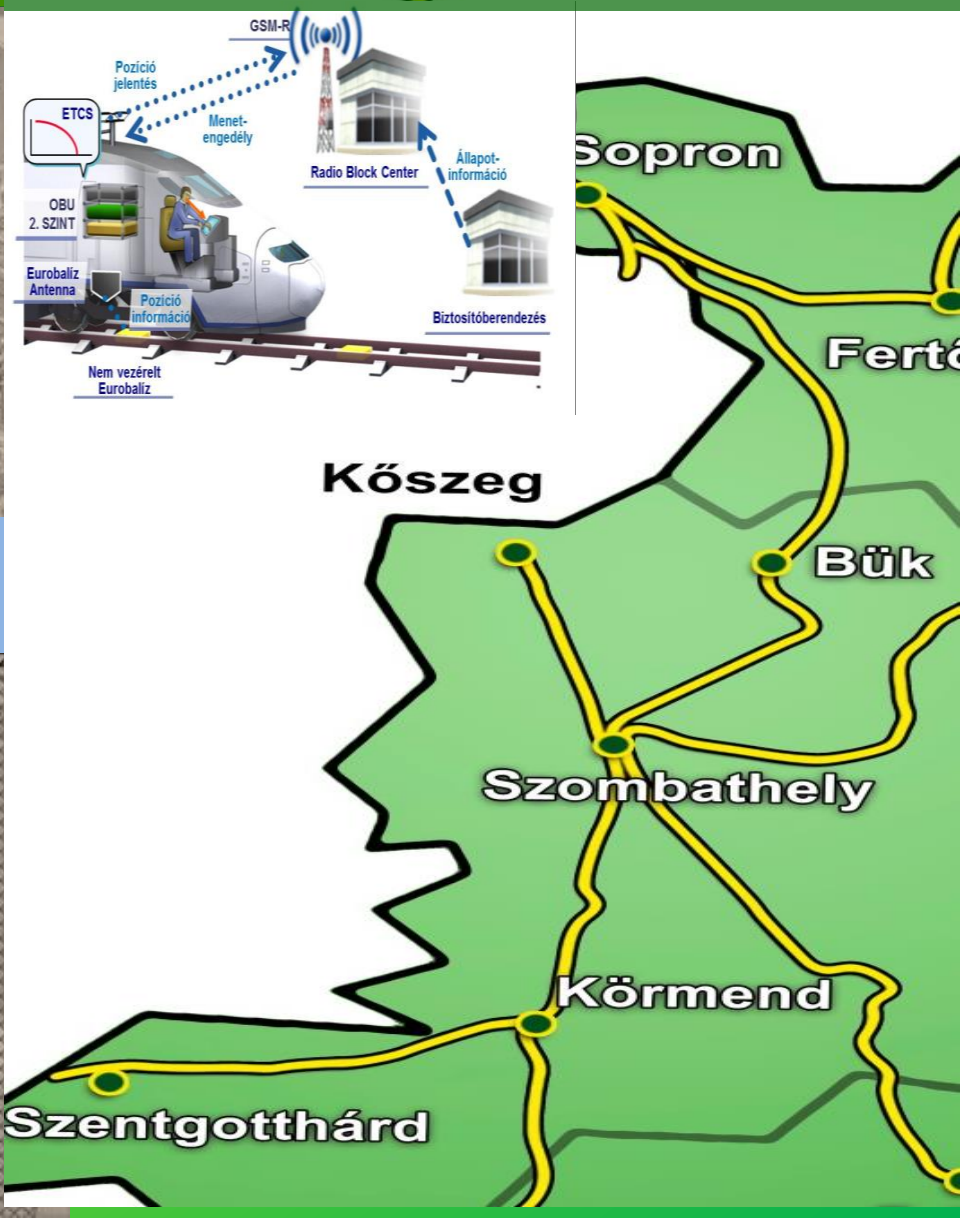 GSM-R
Pozíció
jelentés
ETCS
Menet-
engedély
Állapot-
információ
Radio Block Center
OBU
2. SZINT
Eurobalíz
Antenna
Pozíció
információ
Biztosítóberendezés
Nem vezérelt
Eurobalíz
Sopron
Fertő
Kőszeg
Bük
Szombathely
Körmend
Szentgotthárd